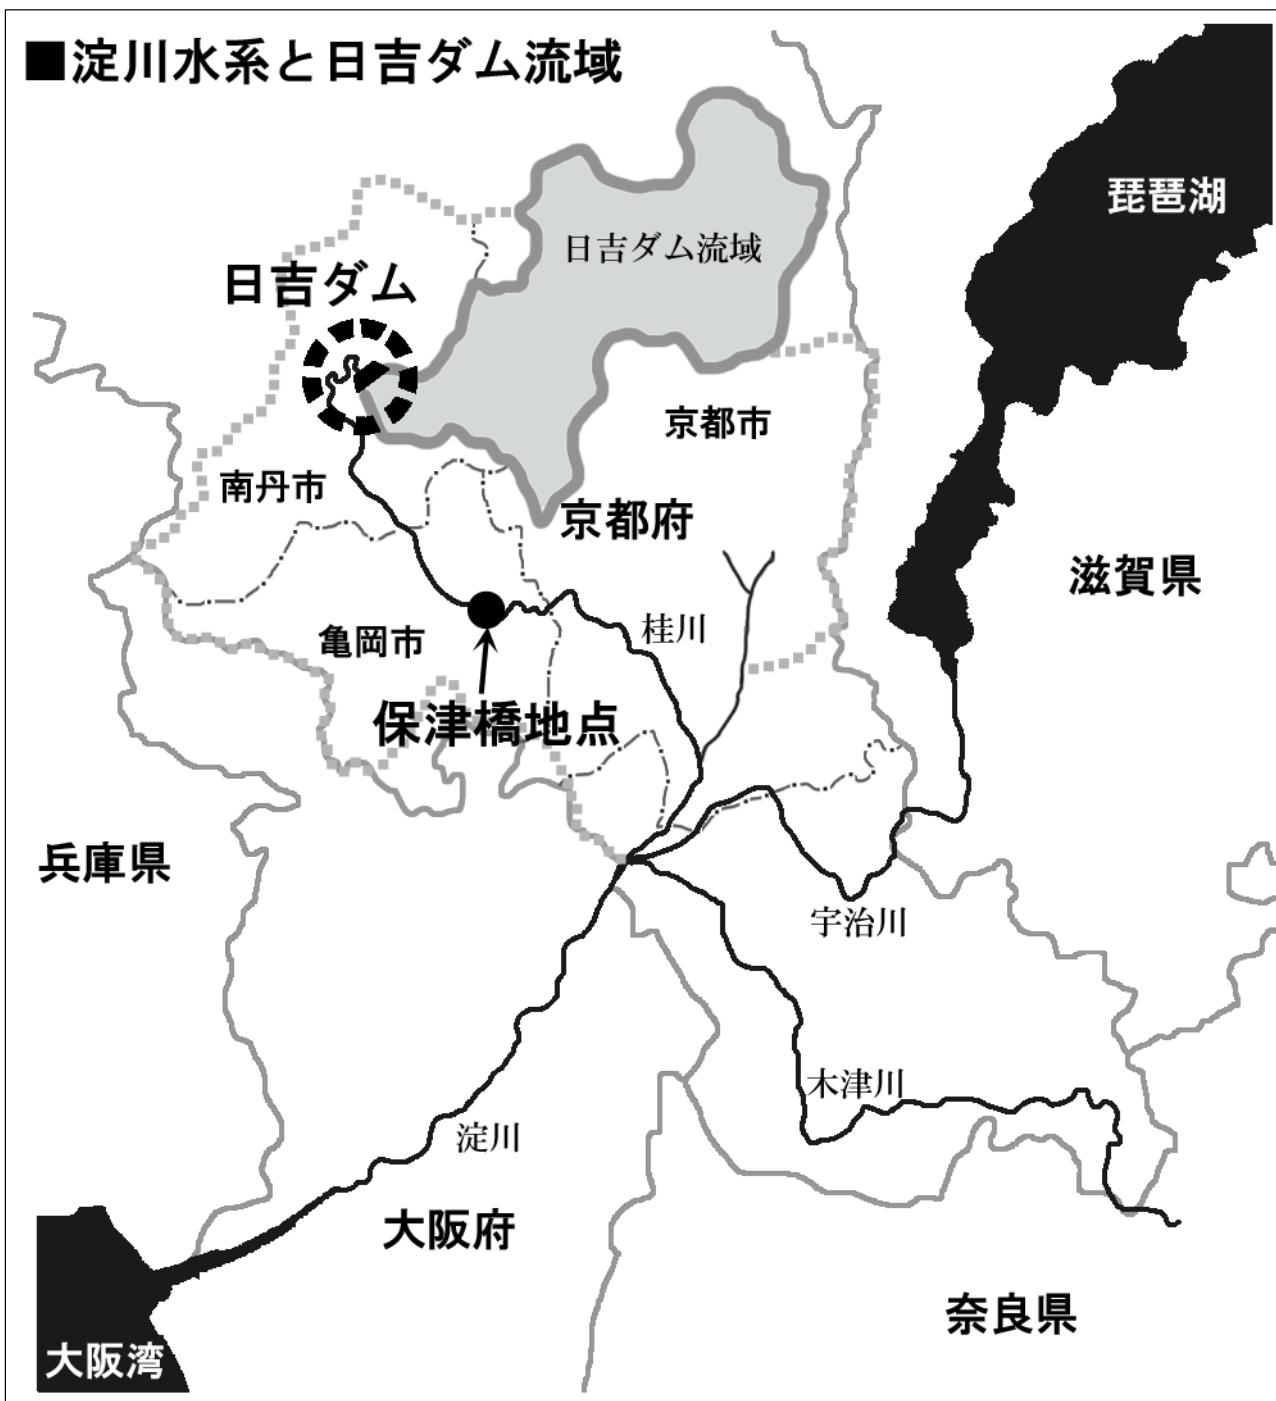 ■淀川水系と日吉ダム流域
琵琶湖
日吉ダム流域
日吉ダム
京都市
南丹市
京都府
滋賀県
桂川
亀岡市
保津橋地点
兵庫県
宇治川
木津川
淀川
大阪府
奈良県
大阪湾